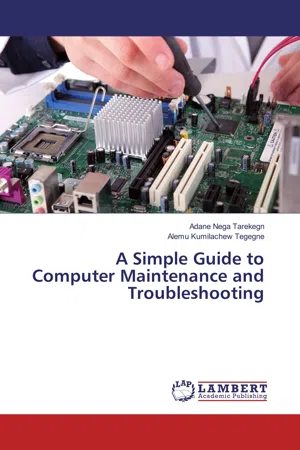 Adane Nega Tarekegn
Alemu Kumilachew Tegegne
A Simple Guide to
Computer Maintenance and
Troubleshooting
LAP
LAMBERT
Academic Publishing